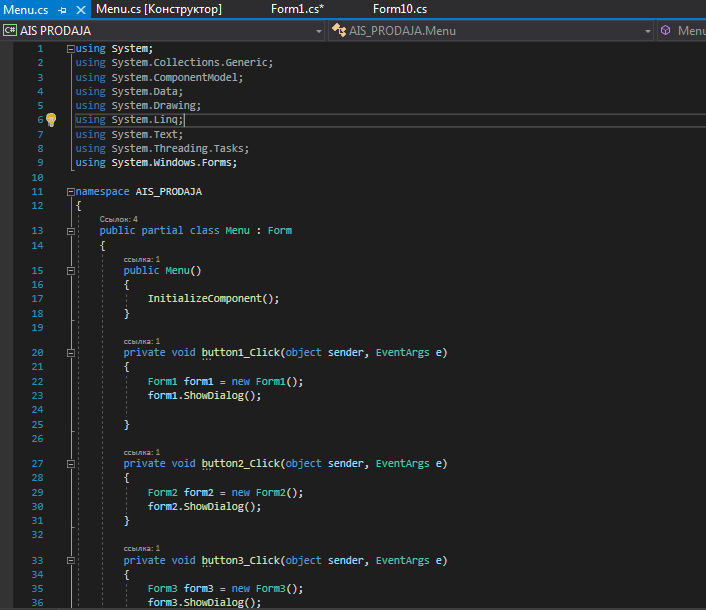 Menu.cs Menu.cs [Конструктор] Form1.cs* Form10.cs
C# AIS PRODAJA AIS_PRODAJA.Menu Menu
1 using System;
2 using System.Collections.Generic;
3 using System.ComponentModel;
4 using System.Data;
5 using System.Drawing;
6 using System.Linq;
7 using System.Text;
8 using System.Threading.Tasks;
9 using System.Windows.Forms;
10
11 namespace AIS_PRODAJA
12 {
Ссылок: 4
13 public partial class Menu : Form
14 {
ссылка: 1
15 public Menu()
16 {
17 InitializeComponent();
18 }
19
ссылка: 1
20 private void button1_Click(object sender, EventArgs e)
21 {
22 Form1 form1 = new Form1();
23 form1.ShowDialog();
24
25 }
26
ссылка: 1
27 private void button2_Click(object sender, EventArgs e)
28 {
29 Form2 form2 = new Form2();
30 form2.ShowDialog();
31 }
32
ссылка: 1
33 private void button3_Click(object sender, EventArgs e)
34 {
35 Form3 form3 = new Form3();
36 form3.ShowDialog();